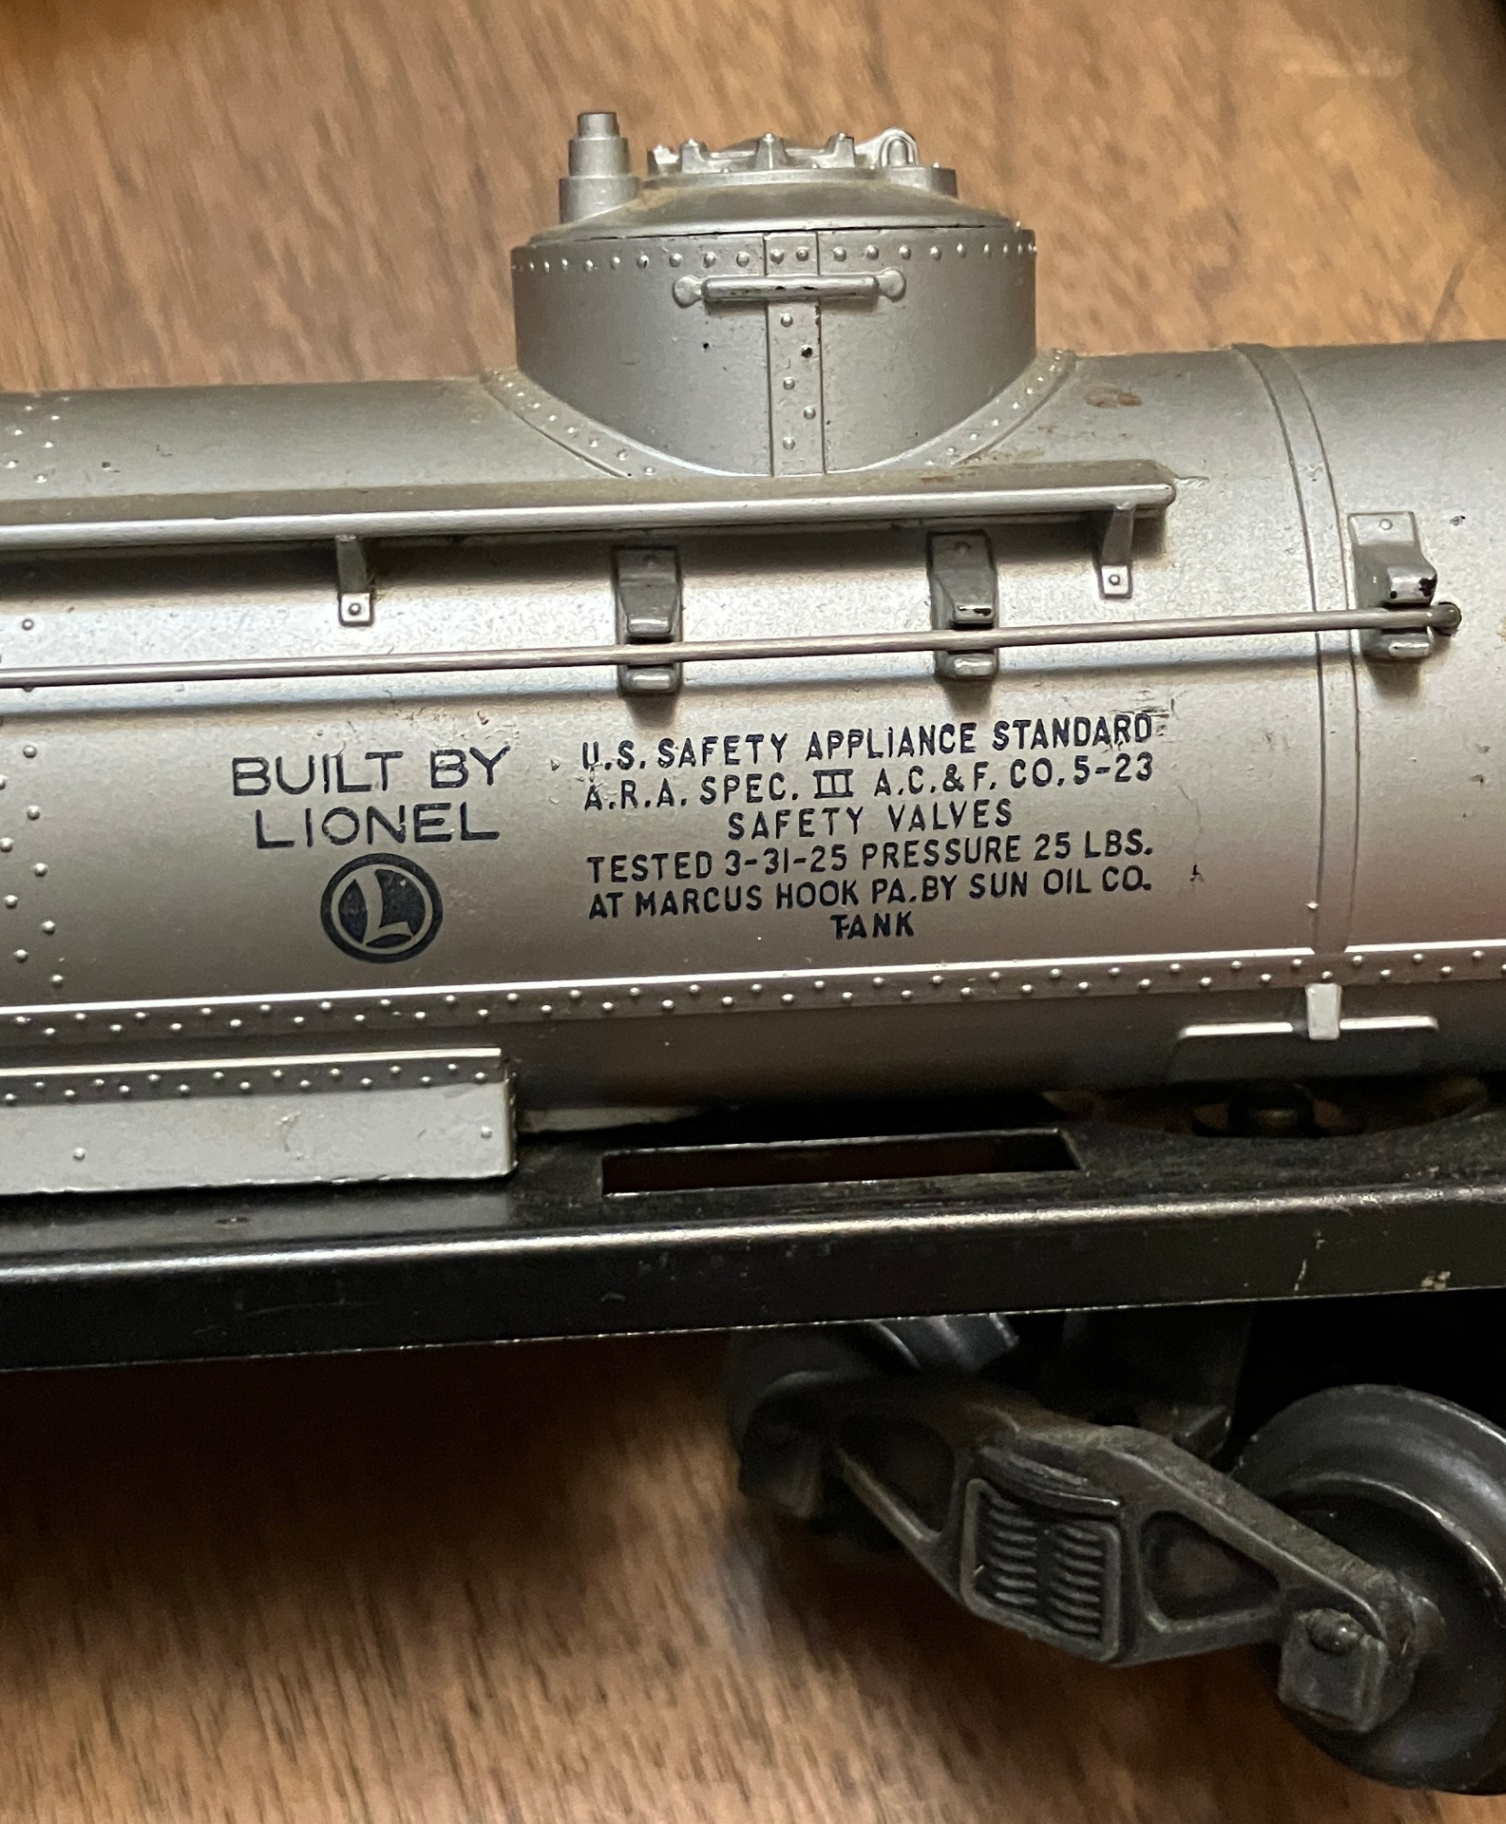 BUILT BY
LIONEL
L
U.S. SAFETY APPLIANCE STANDARD
A.R.A. SPEC. III A.C.& F. CO. 5-23
SAFETY VALVES
TESTED 3-31-25 PRESSURE 25 LBS.
AT MARCUS HOOK PA. BY SUN OIL CO.
TANK